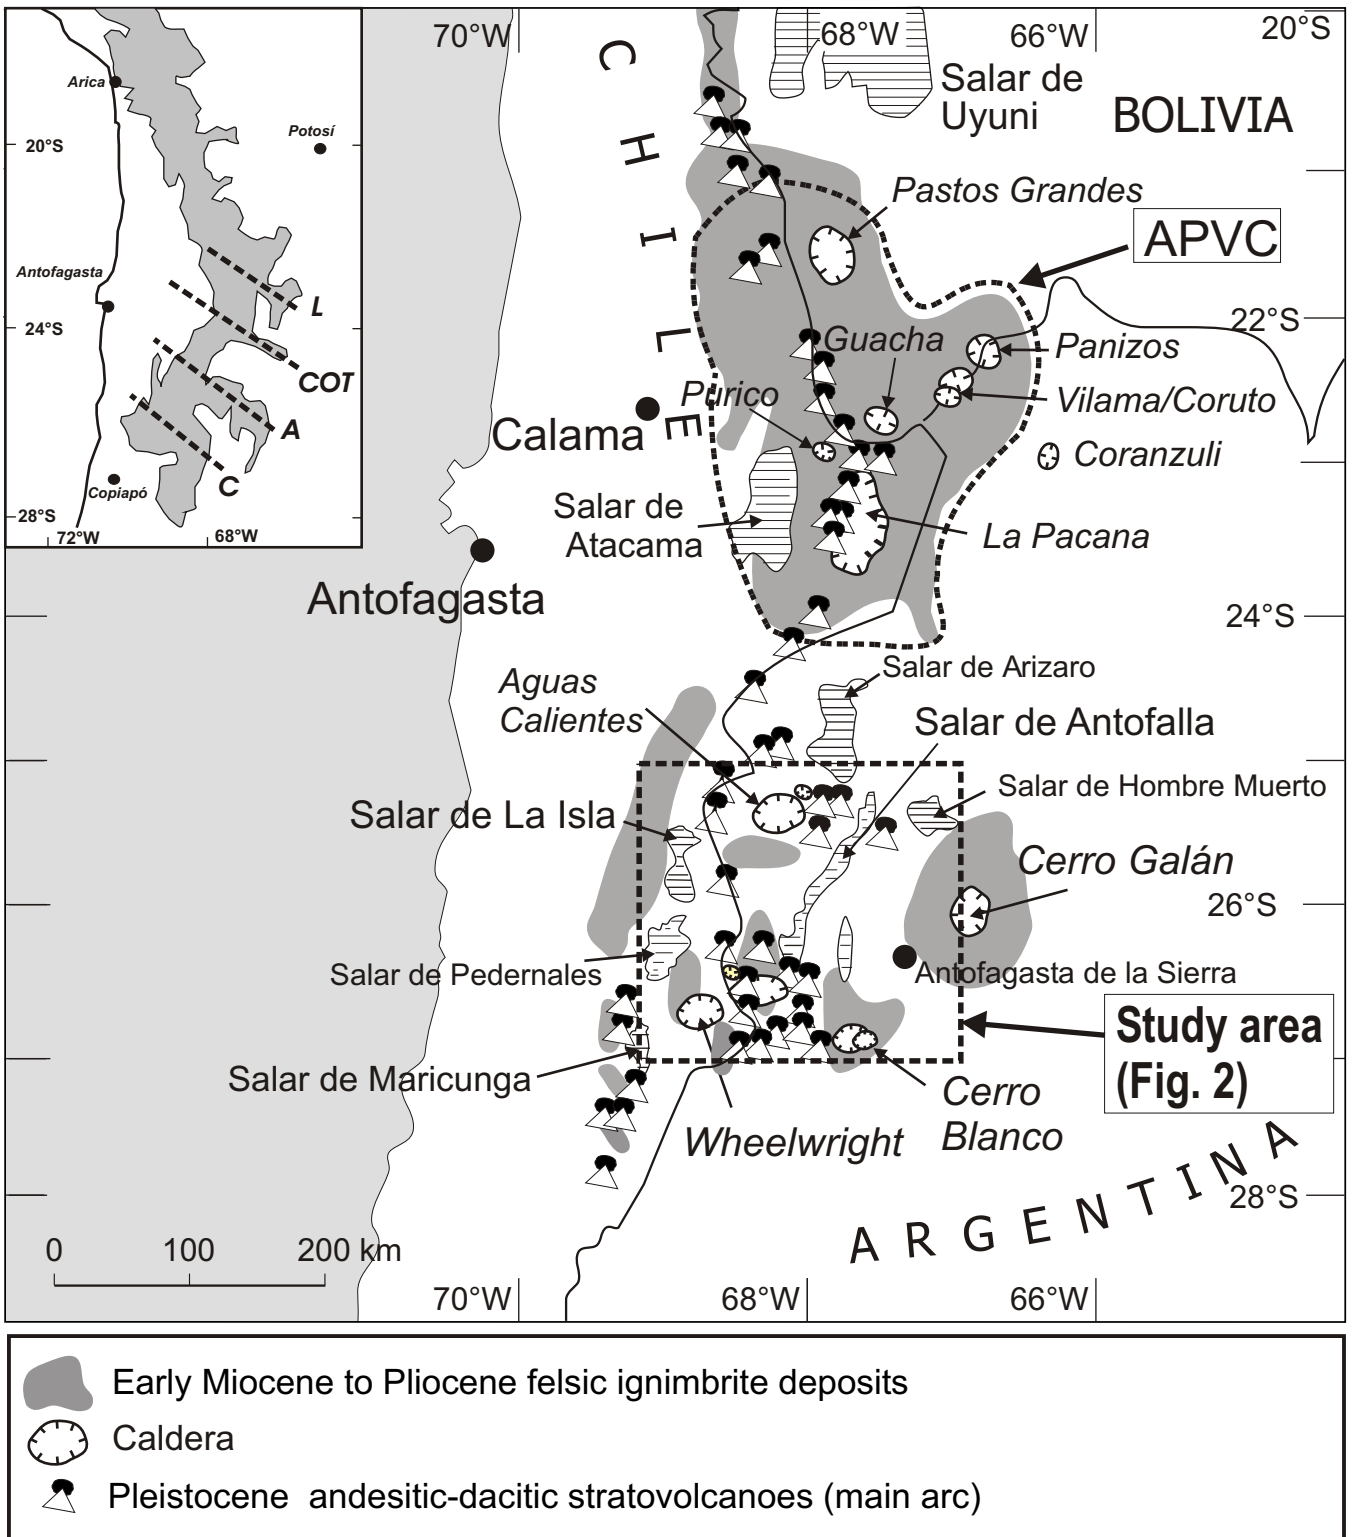 70°W
68°W
66°W
20°S
Arica
Potosí
20°S
Antofagasta
24°S
L
COT
A
C
Copiapó
28°S
72°W
68°W
CHILE
Salar de
Uyuni
BOLIVIA
Pastos Grandes
APVC
22°S
Guacha
Panizos
Purico
Vilama/Coruto
Calama
Coranzuli
Salar de
Atacama
La Pacana
Antofagasta
24°S
Salar de Arizaro
Aguas
Calientes
Salar de Antofalla
Salar de Hombre Muerto
Salar de La Isla
Cerro Galán
26°S
Salar de Pedernales
Antofagasta de la Sierra
Study area
(Fig. 2)
Salar de Maricunga
Cerro
Blanco
Wheelwright
ARGENTINA
28°S
0 100 200 km
70°W
68°W
66°W
Early Miocene to Pliocene felsic ignimbrite deposits
Caldera
Pleistocene andesitic-dacitic stratovolcanoes (main arc)